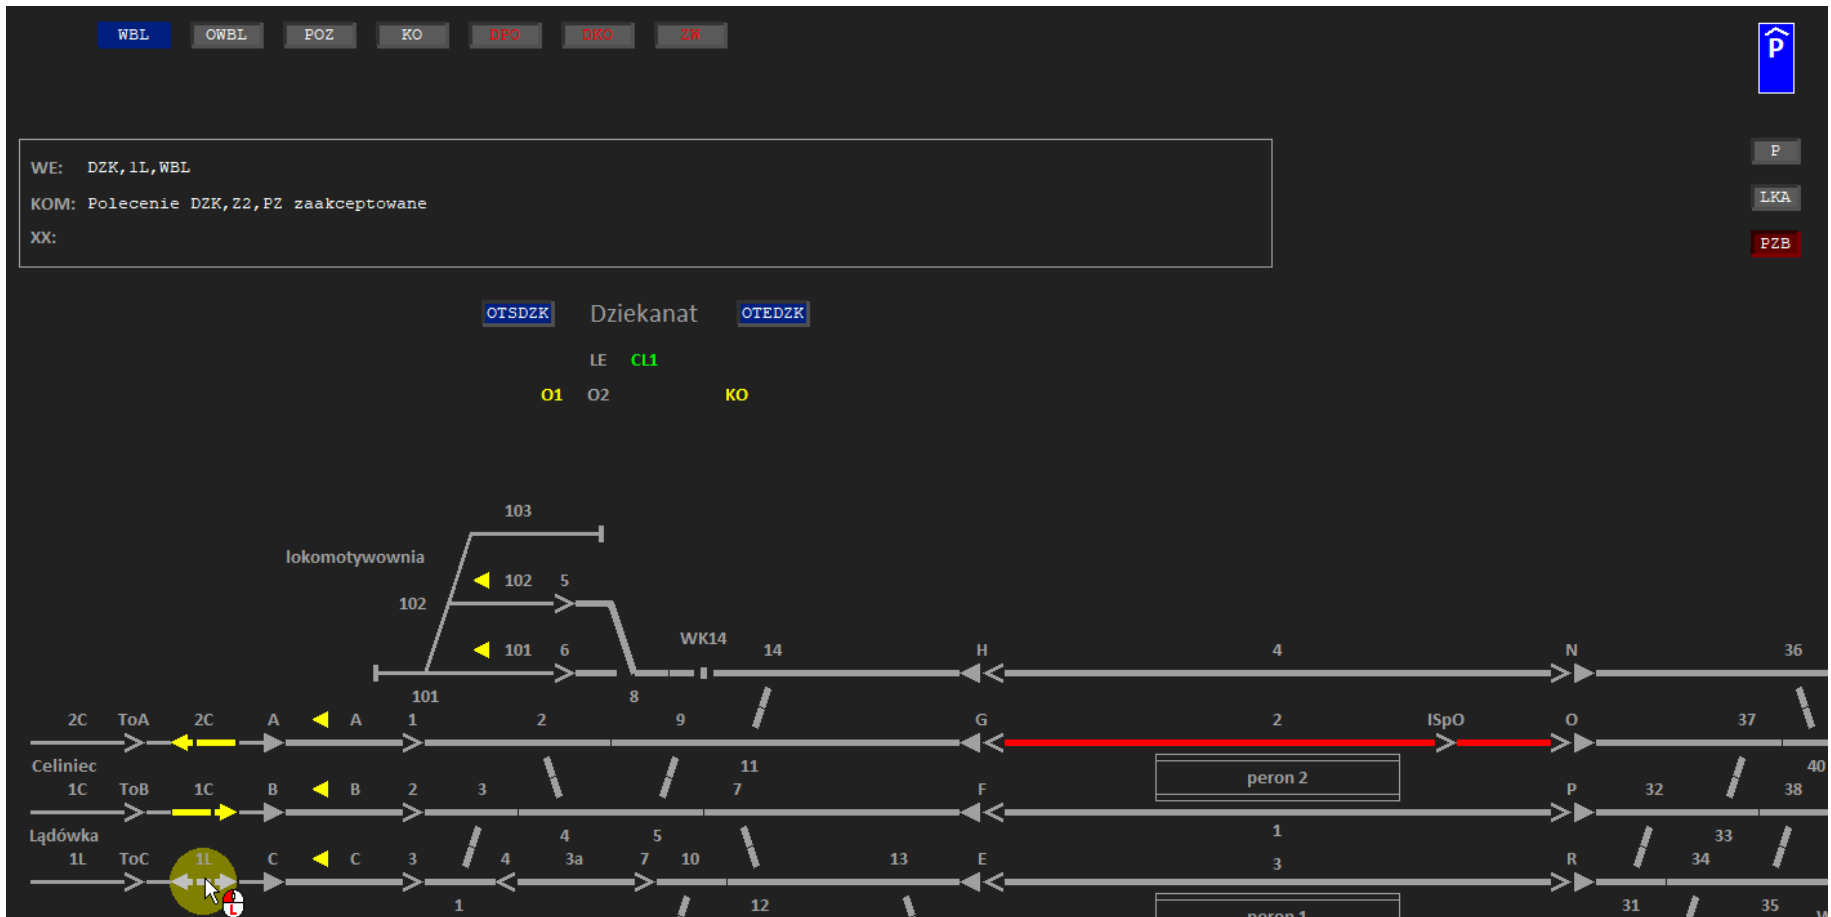 WBL OWBL POZ KO DPO DKO ZW
P
WE: DZK,1L,WBL
P
KOM: Polecenie DZK,Z2,PZ zaakceptowane
LKA
XX:
PZB
OTSDZK Dziekanat OTEDZK
LE CL1
O1 O2 KO
103
lokomotywownia
102 5
102
WK14
101 6 14 H 4 N 36
101 8
2C ToA 2C A A 1 2 9 G 2 ISpO O 37
Celiniec 11 peron 2 40
1C ToB 1C B B 2 3 7 F P 32 38
Lądówka 4 5 1 33
1L ToC 1L C C 3 4 3a 7 10 13 E 3 R 34
L
1 12 peron 1 31 35